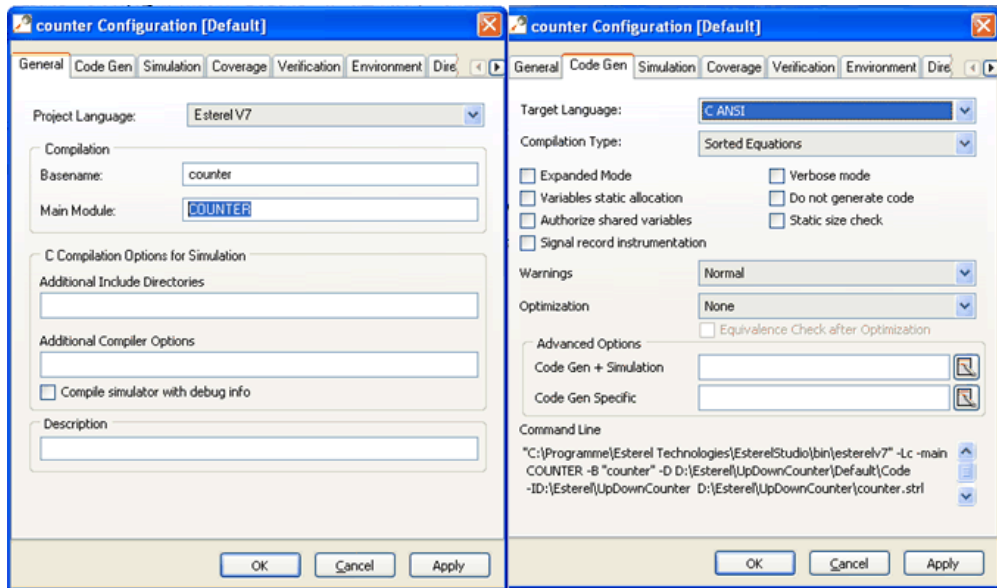 counter Configuration [Default]
General Code Gen Simulation Coverage Verification Environment Dire
Project Language: Esterel V7
Compilation
Basename: counter
Main Module: COUNTER
C Compilation Options for Simulation
Additional Include Directories
Additional Compiler Options
Compile simulator with debug info
Description
OK Cancel Apply
counter Configuration [Default]
General Code Gen Simulation Coverage Verification Environment Dire
Target Language: C ANSI
Compilation Type: Sorted Equations
Expanded Mode Verbose mode
Variables static allocation Do not generate code
Authorize shared variables Static size check
Signal record instrumentation
Warnings Normal
Optimization None
Equivalence Check after Optimization
Advanced Options
Code Gen + Simulation
Code Gen Specific
Command Line
"C:\Programme\Esterel Technologies\EsterelStudio\bin\esterelv7" -Lc -main
COUNTER -B "counter" -D D:\Esterel\UpDownCounter\Default\Code
-ID:\Esterel\UpDownCounter D:\Esterel\UpDownCounter\counter.strl
OK Cancel Apply